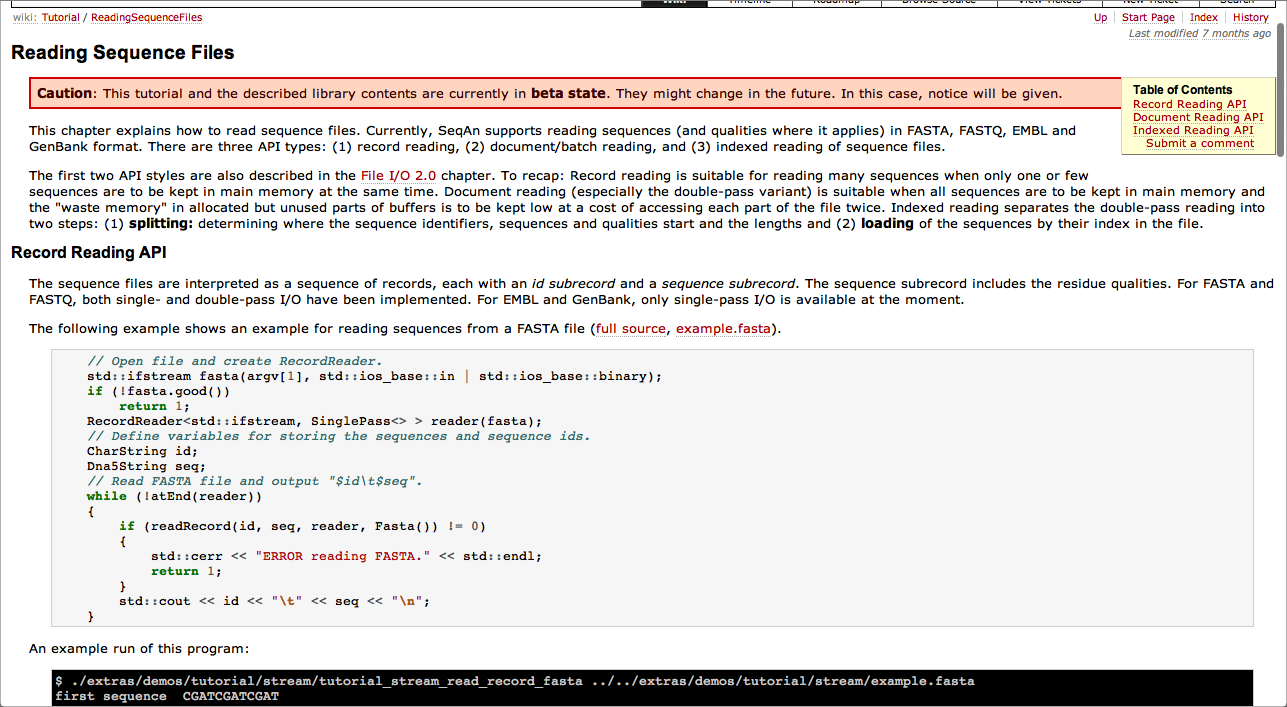 Wiki Timeline Roadmap Browse Source View Tickets New Ticket Search
wiki: Tutorial / ReadingSequenceFiles
Up Start Page Index History
Last modified 7 months ago
Reading Sequence Files
Caution: This tutorial and the described library contents are currently in beta state. They might change in the future. In this case, notice will be given.
Table of Contents
Record Reading API
Document Reading API
Indexed Reading API
Submit a comment
This chapter explains how to read sequence files. Currently, SeqAn supports reading sequences (and qualities where it applies) in FASTA, FASTQ, EMBL and
GenBank format. There are three API types: (1) record reading, (2) document/batch reading, and (3) indexed reading of sequence files.
The first two API styles are also described in the File I/O 2.0 chapter. To recap: Record reading is suitable for reading many sequences when only one or few
sequences are to be kept in main memory at the same time. Document reading (especially the double-pass variant) is suitable when all sequences are to be kept in main memory and
the "waste memory" in allocated but unused parts of buffers is to be kept low at a cost of accessing each part of the file twice. Indexed reading separates the double-pass reading into
two steps: (1) splitting: determining where the sequence identifiers, sequences and qualities start and the lengths and (2) loading of the sequences by their index in the file.
Record Reading API
The sequence files are interpreted as a sequence of records, each with an id subrecord and a sequence subrecord. The sequence subrecord includes the residue qualities. For FASTA and
FASTQ, both single- and double-pass I/O have been implemented. For EMBL and GenBank, only single-pass I/O is available at the moment.
The following example shows an example for reading sequences from a FASTA file (full source, example.fasta).
// Open file and create RecordReader.
std::ifstream fasta(argv[1], std::ios_base::in | std::ios_base::binary);
if (!fasta.good())
return 1;
RecordReader<std::ifstream, SinglePass<> > reader(fasta);
// Define variables for storing the sequences and sequence ids.
CharString id;
Dna5String seq;
// Read FASTA file and output "$id\t$seq".
while (!atEnd(reader))
{
if (readRecord(id, seq, reader, Fasta()) != 0)
{
std::cerr << "ERROR reading FASTA." << std::endl;
return 1;
}
std::cout << id << "\t" << seq << "\n";
}
An example run of this program:
$ ./extras/demos/tutorial/stream/tutorial_stream_read_record_fasta ../../extras/demos/tutorial/stream/example.fasta
first sequence CGATCGATCGAT